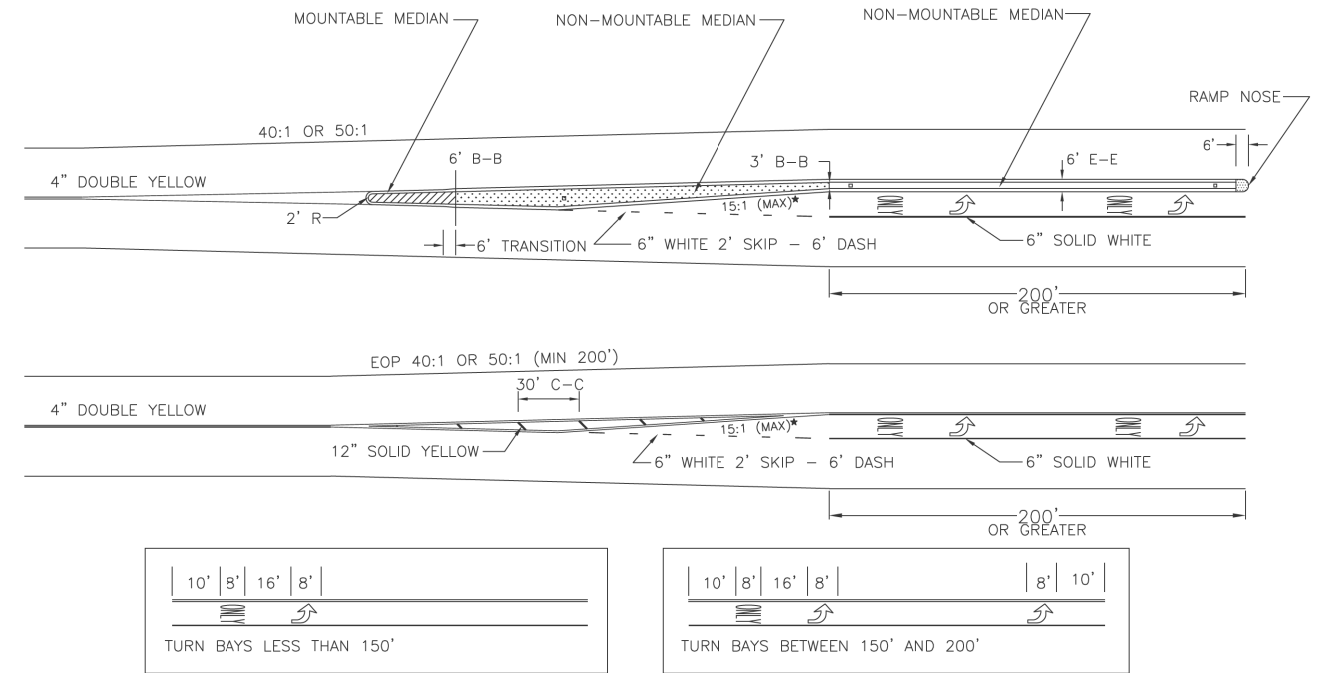 MOUNTABLE MEDIAN
NON-MOUNTABLE MEDIAN
NON-MOUNTABLE MEDIAN
RAMP NOSE
40:1 OR 50:1
6' B-B
3' B-B
6' E-E
6'
4" DOUBLE YELLOW
2' R
15:1 (MAX)★
ONLY
ONLY
6' TRANSITION
6" WHITE 2' SKIP - 6' DASH
6" SOLID WHITE
200'
OR GREATER
EOP 40:1 OR 50:1 (MIN 200')
30' C-C
4" DOUBLE YELLOW
15:1 (MAX)★
ONLY
ONLY
12" SOLID YELLOW
6" WHITE 2' SKIP - 6' DASH
6" SOLID WHITE
200'
OR GREATER
10' 8' 16' 8'
ONLY
TURN BAYS LESS THAN 150'
10' 8' 16' 8' 8' 10'
ONLY
TURN BAYS BETWEEN 150' AND 200'